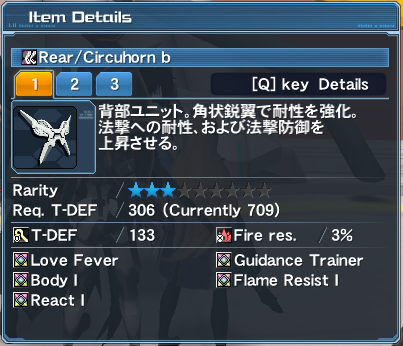 Item Details
Rear/Circuhorn b
1 2 3 [Q] key Details
背部ユニット。角状鋭翼で耐性を強化。
法撃への耐性、および法撃防御を
上昇させる。
Rarity / ★★★★★★★★★★
Req. T-DEF / 306 (Currently 709)
T-DEF / 133 Fire res. / 3%
Love Fever Guidance Trainer
Body I Flame Resist I
React I